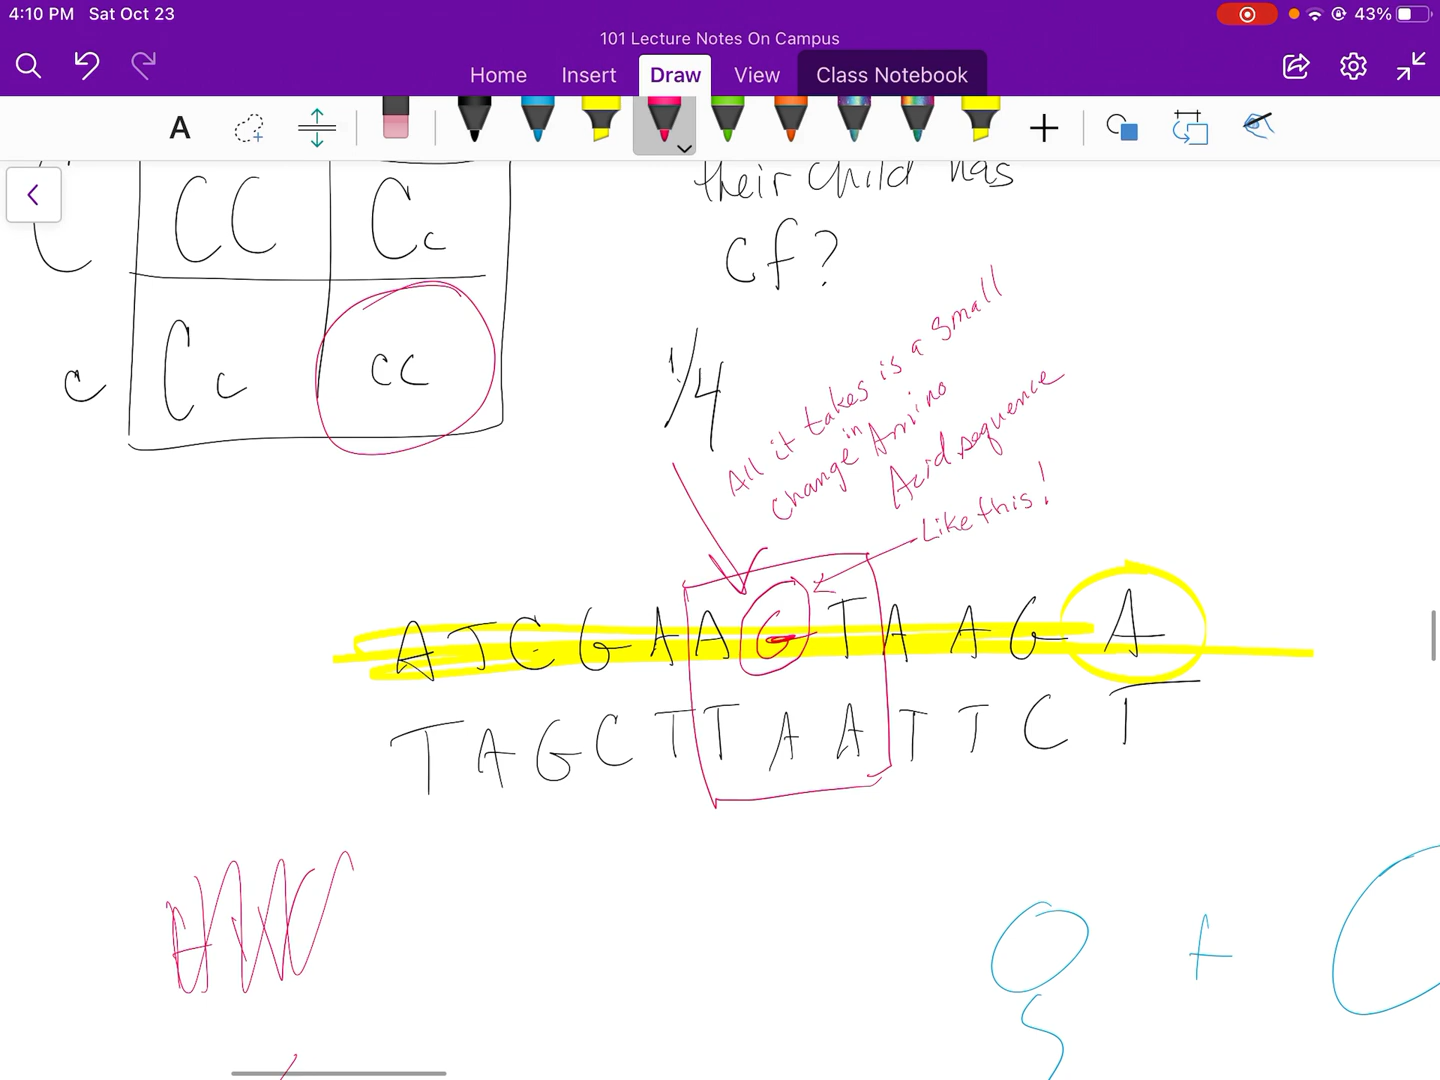 4:10 PM Sat Oct 23
43%
101 Lecture Notes On Campus
Home Insert Draw View Class Notebook
A
CC Cc
c Cc cc
their child has
Cf?
1/4
All it takes is a small
change in Amino
Acid sequence
Like this!
ATCGAAGTAAGA
TAGCTTAATTCT
+